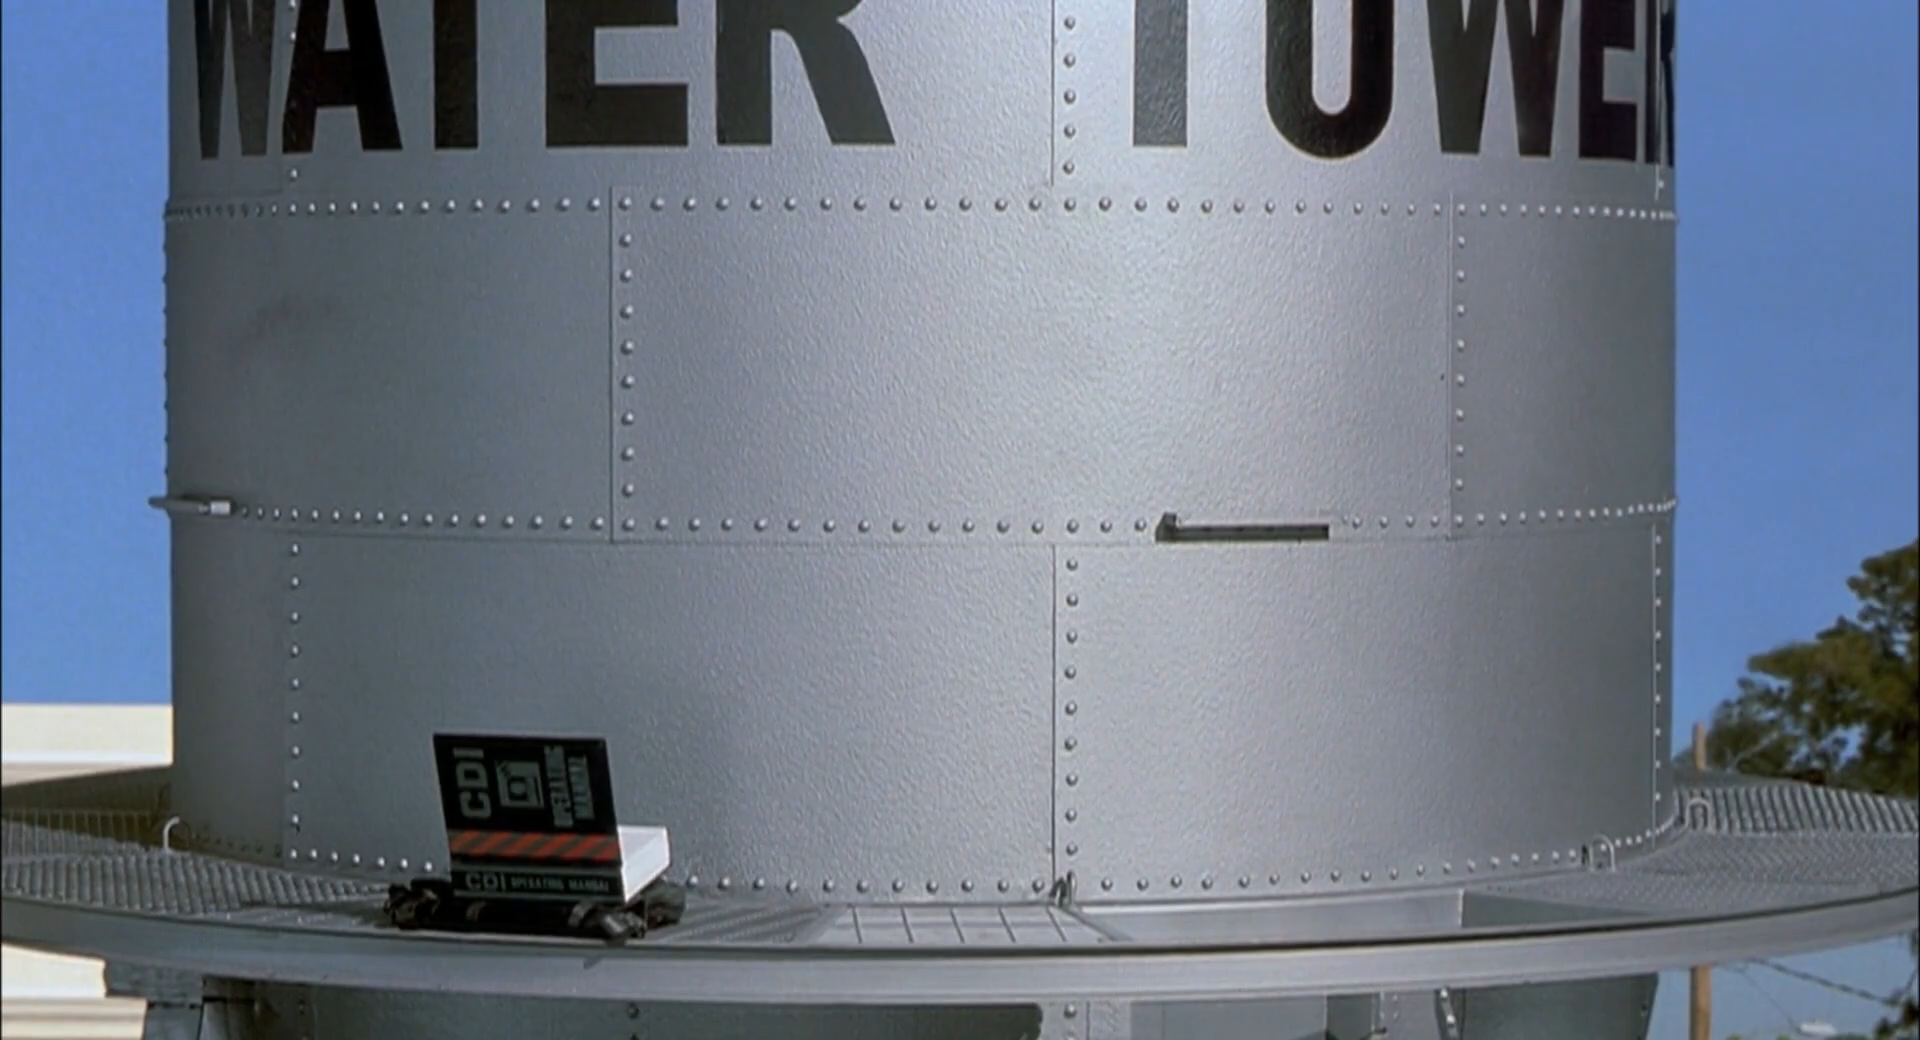 WATER TOWER
CDI
OPERATING
MANUAL
CDI OPERATING MANUAL